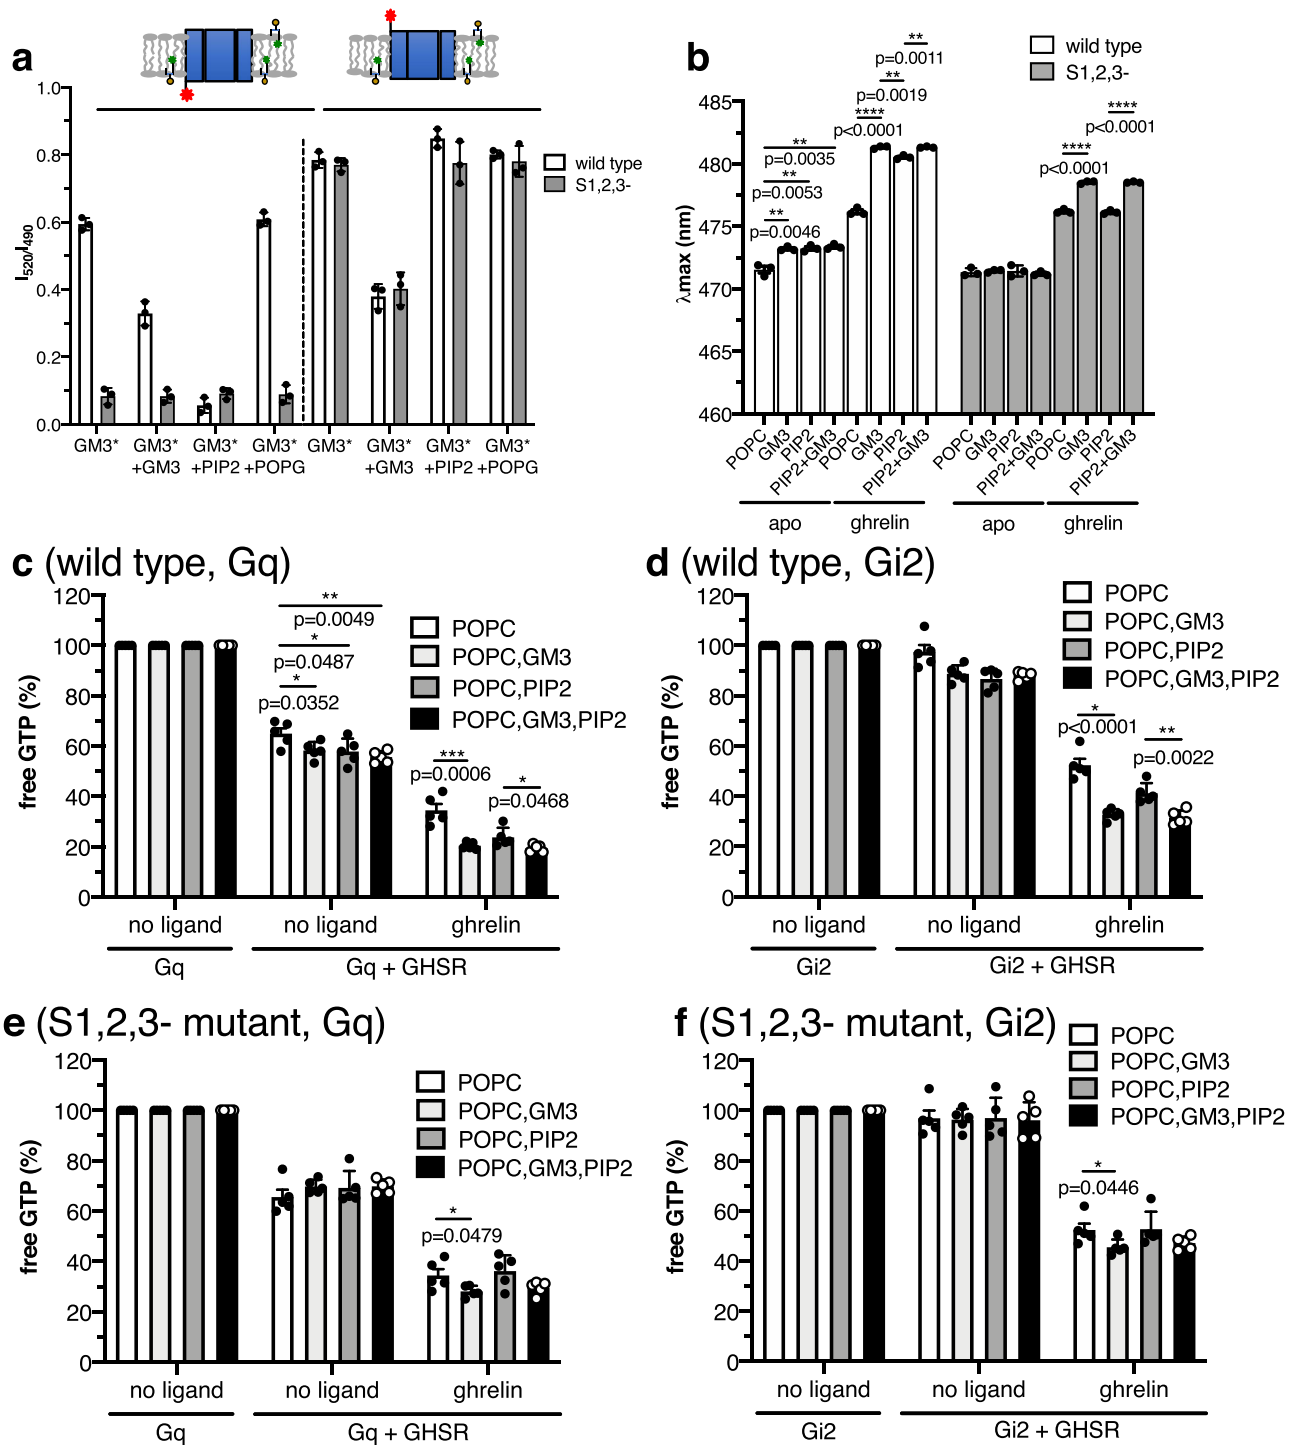 a
1.0
0.8
0.6
0.4
0.2
0.0
I520/I490
wild type
S1,2,3-
GM3* GM3* GM3* GM3* GM3* GM3* GM3* GM3*
+GM3 +PIP2 +POPG +GM3 +PIP2 +POPG
b
wild type
S1,2,3-
485
480
475
470
465
460
λmax (nm)
**
p=0.0011
**
p=0.0019
****
p<0.0001
**
p=0.0035
**
p=0.0053
**
p=0.0046
****
p<0.0001
****
p<0.0001
POPC GM3 PIP2 PIP2+GM3 POPC GM3 PIP2 PIP2+GM3 POPC GM3 PIP2 PIP2+GM3 POPC GM3 PIP2 PIP2+GM3
apo ghrelin apo ghrelin
c (wild type, Gq)
120
100
80
60
40
20
0
free GTP (%)
**
p=0.0049
*
p=0.0487
*
p=0.0352
***
p=0.0006
*
p=0.0468
POPC
POPC,GM3
POPC,PIP2
POPC,GM3,PIP2
no ligand no ligand ghrelin
Gq Gq + GHSR
d (wild type, Gi2)
120
100
80
60
40
20
0
free GTP (%)
*
p<0.0001
**
p=0.0022
POPC
POPC,GM3
POPC,PIP2
POPC,GM3,PIP2
no ligand no ligand ghrelin
Gi2 Gi2 + GHSR
e (S1,2,3- mutant, Gq)
120
100
80
60
40
20
0
free GTP (%)
*
p=0.0479
POPC
POPC,GM3
POPC,PIP2
POPC,GM3,PIP2
no ligand no ligand ghrelin
Gq Gq + GHSR
f (S1,2,3- mutant, Gi2)
120
100
80
60
40
20
0
free GTP (%)
*
p=0.0446
POPC
POPC,GM3
POPC,PIP2
POPC,GM3,PIP2
no ligand no ligand ghrelin
Gi2 Gi2 + GHSR